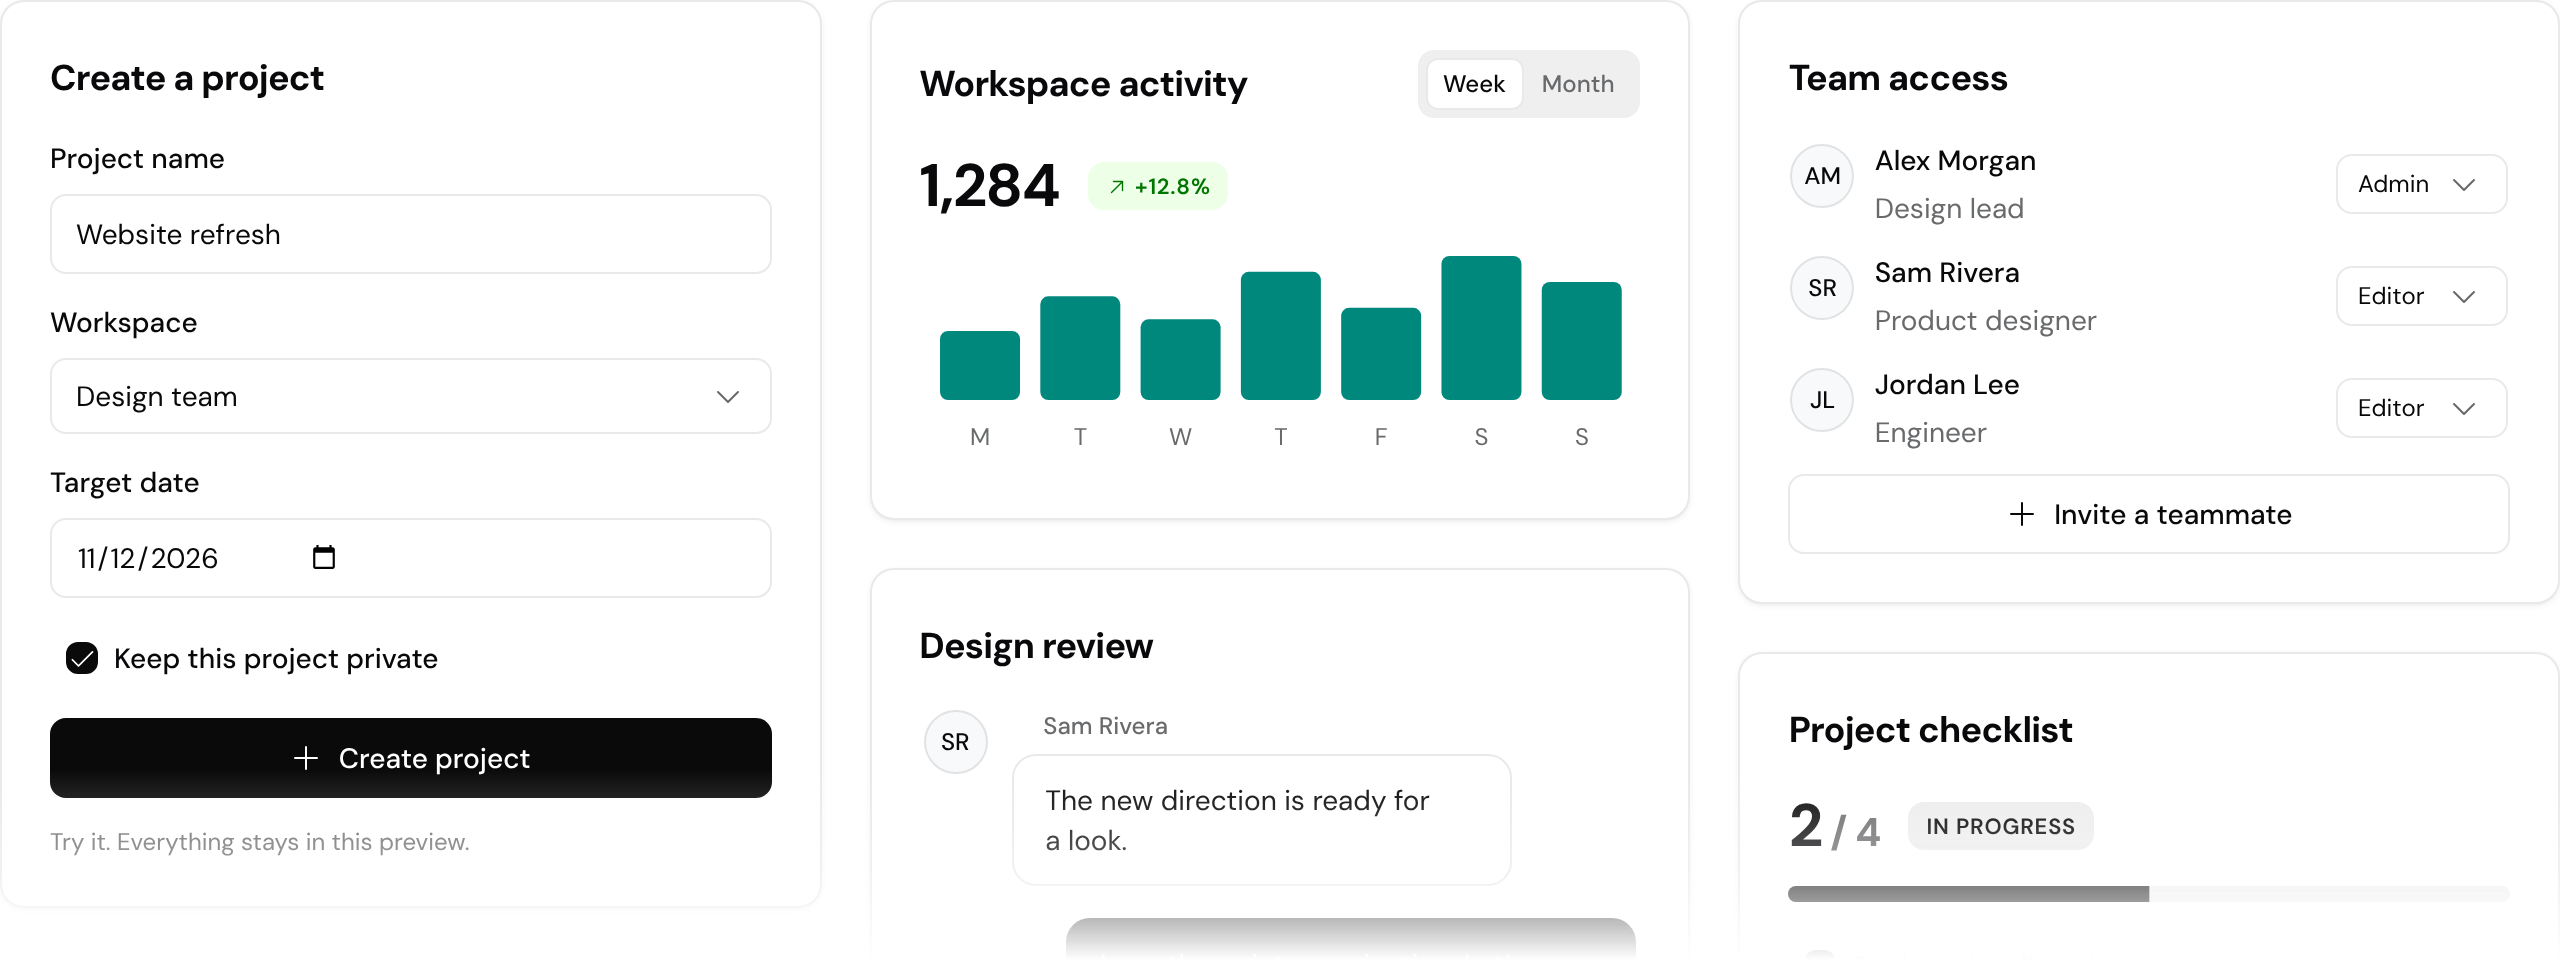 Create a project
Project name
Website refresh
Workspace
Design team
Target date
11/12/2026
Keep this project private
Create project
Try it. Everything stays in this preview.
Workspace activity
Week
Month
1,284
+12.8%
M
T
W
T
F
S
S
Design review
SR
Sam Rivera
The new direction is ready for
a look.
Team access
AM
Alex Morgan
Design lead
Admin
SR
Sam Rivera
Product designer
Editor
JL
Jordan Lee
Engineer
Editor
Invite a teammate
Project checklist
2 / 4
IN PROGRESS